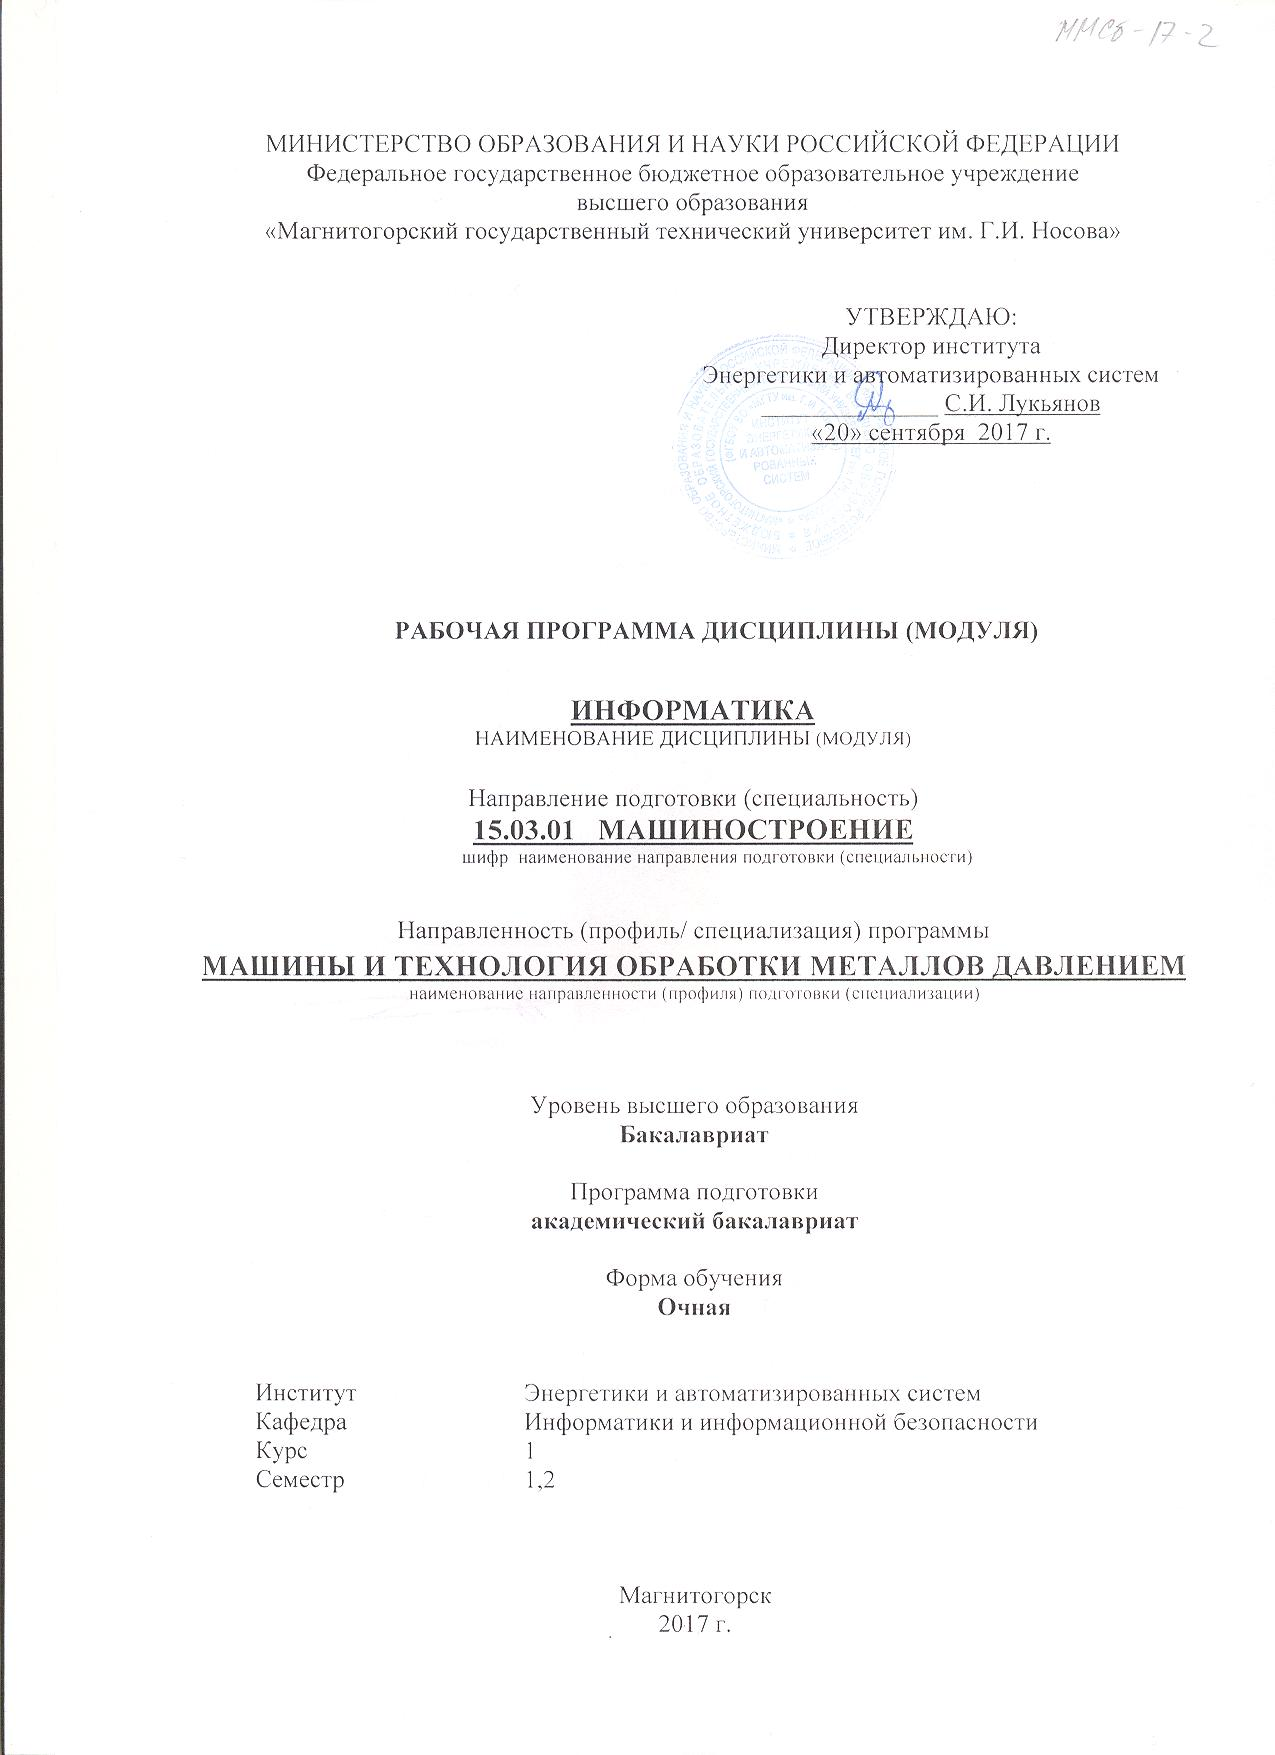 ММСб-17-2
МИНИСТЕРСТВО ОБРАЗОВАНИЯ И НАУКИ РОССИЙСКОЙ ФЕДЕРАЦИИ
Федеральное государственное бюджетное образовательное учреждение
высшего образования
«Магнитогорский государственный технический университет им. Г.И. Носова»
УТВЕРЖДАЮ:
Директор института
Энергетики и автоматизированных систем
С.И. Лукьянов
«20» сентября 2017 г.
РАБОЧАЯ ПРОГРАММА ДИСЦИПЛИНЫ (МОДУЛЯ)
ИНФОРМАТИКА
НАИМЕНОВАНИЕ ДИСЦИПЛИНЫ (МОДУЛЯ)
Направление подготовки (специальность)
15.03.01 МАШИНОСТРОЕНИЕ
шифр наименование направления подготовки (специальности)
Направленность (профиль/ специализация) программы
МАШИНЫ И ТЕХНОЛОГИЯ ОБРАБОТКИ МЕТАЛЛОВ ДАВЛЕНИЕМ
наименование направленности (профиля) подготовки (специализации)
Уровень высшего образования
Бакалавриат
Программа подготовки
академический бакалавриат
Форма обучения
Очная
Институт Энергетики и автоматизированных систем
Кафедра Информатики и информационной безопасности
Курс 1
Семестр 1,2
Магнитогорск
2017 г.